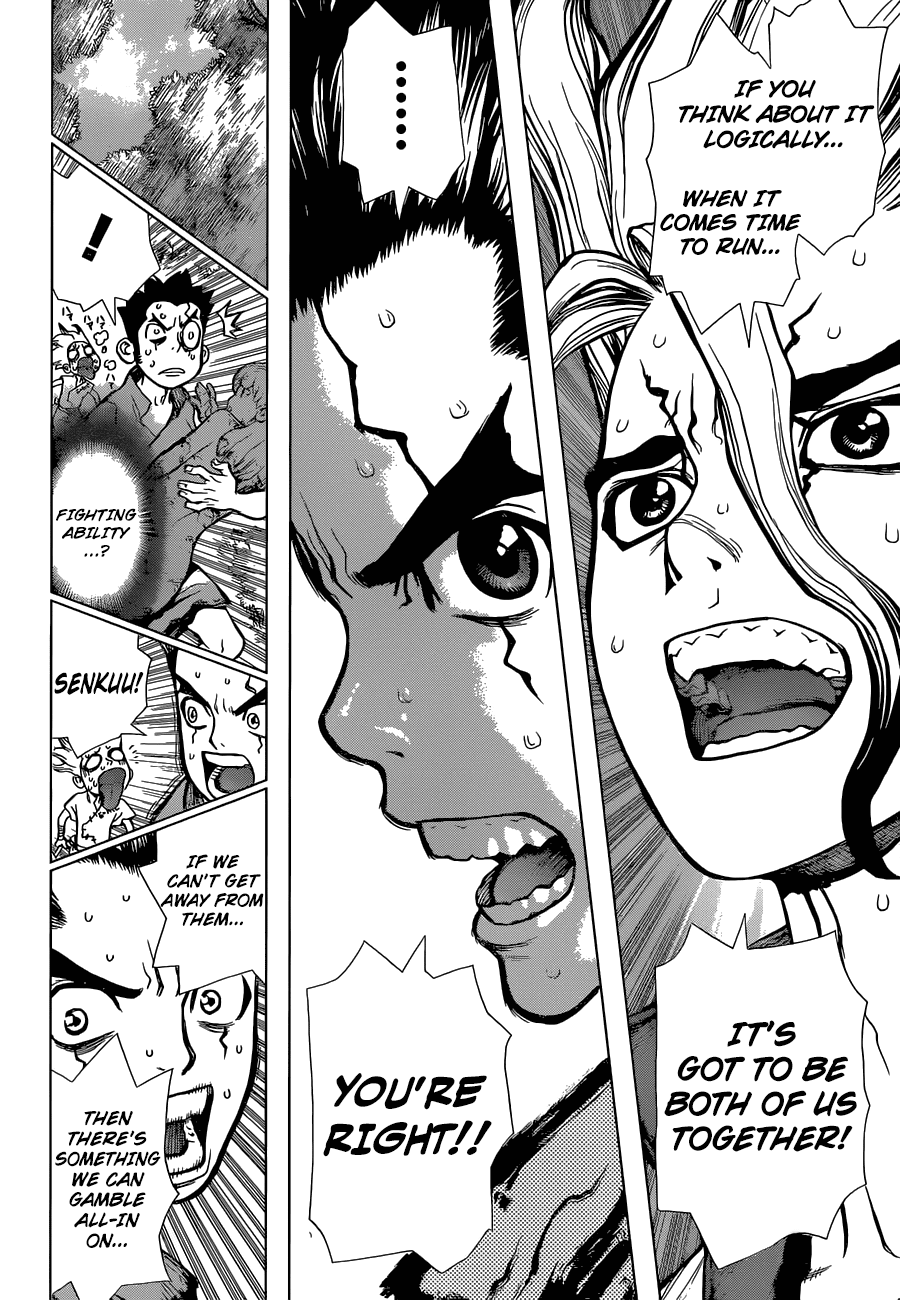 IF YOU
THINK ABOUT IT
LOGICALLY...
WHEN IT
COMES TIME
TO RUN...
IT'S
GOT TO BE
BOTH OF US
TOGETHER!
......
YOU'RE
RIGHT!!
!
FIGHTING
ABILITY
...?
SENKUU!
IF WE
CAN'T GET
AWAY FROM
THEM...
THEN
THERE'S
SOMETHING
WE CAN
GAMBLE
ALL-IN
ON...